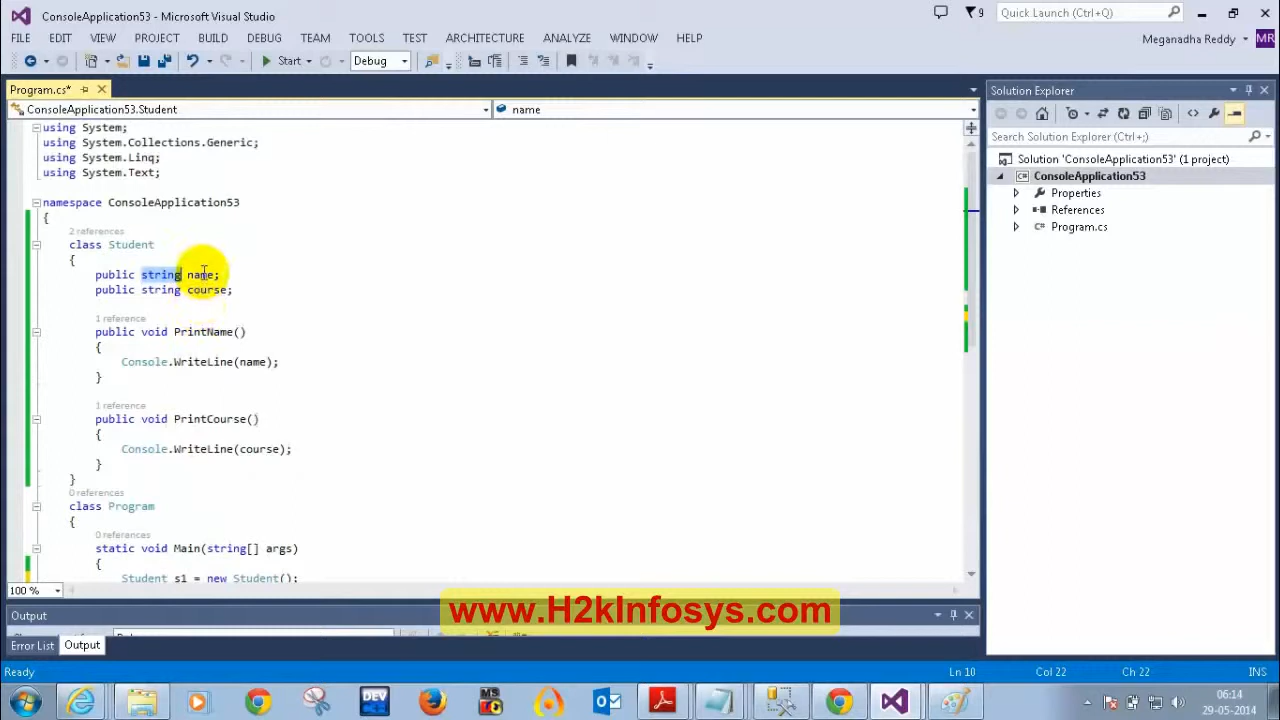 ConsoleApplication53 - Microsoft Visual Studio
9
Quick Launch (Ctrl+Q)
FILE EDIT VIEW PROJECT BUILD DEBUG TEAM TOOLS TEST ARCHITECTURE ANALYZE WINDOW HELP
Meganadha Reddy MR
Start Debug
Program.cs*
Solution Explorer
ConsoleApplication53.Student name
Search Solution Explorer (Ctrl+;)
Solution 'ConsoleApplication53' (1 project)
ConsoleApplication53
Properties
References
Program.cs
using System;
using System.Collections.Generic;
using System.Linq;
using System.Text;
namespace ConsoleApplication53
{
2 references
class Student
{
public string name;
public string course;
1 reference
public void PrintName()
{
Console.WriteLine(name);
}
1 reference
public void PrintCourse()
{
Console.WriteLine(course);
}
}
0 references
class Program
{
0 references
static void Main(string[] args)
{
Student s1 = new Student();
100 %
www.H2kInfosys.com
Output
Error List Output
Ready Ln 10 Col 22 Ch 22 INS
DEV
MS
06:14
29-05-2014